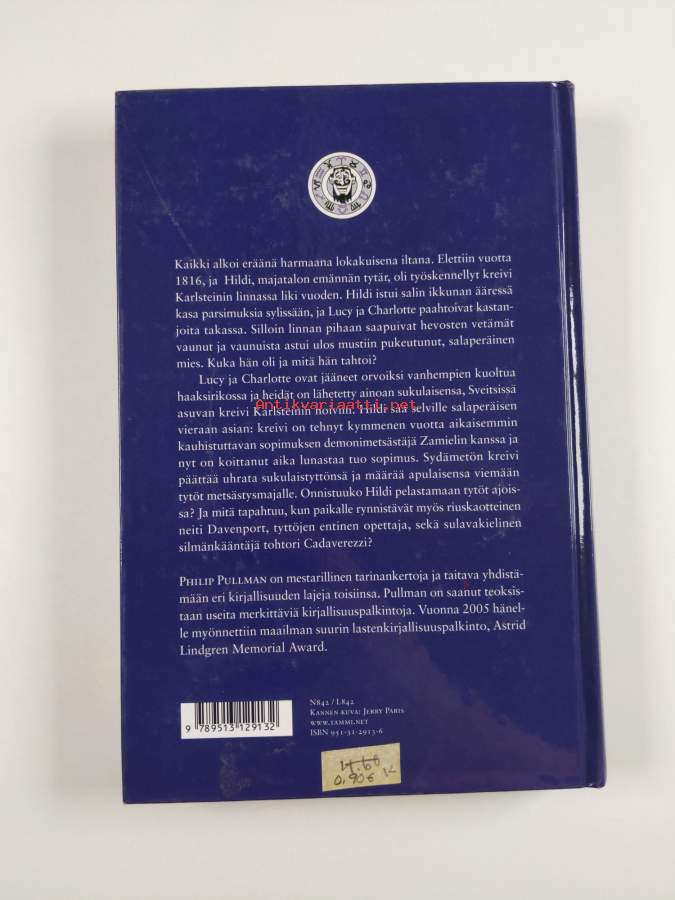 Kaikki alkoi eräänä harmaana lokakuisena iltana. Elettiin vuotta
1816, ja Hildi, majatalon emännän tytär, oli työskennellyt kreivi
Karlsteinin linnassa liki vuoden. Hildi istui salin ikkunan ääressä
kasa parsimuksia sylissään, ja Lucy ja Charlotte paahtoivat kastan-
joita takassa. Silloin linnan pihaan saapuivat hevosten vetämät
vaunut ja vaunuista astui ulos mustiin pukeutunut, salaperäinen
mies. Kuka hän oli ja mitä hän tahtoi?
Lucy ja Charlotte ovat jääneet orvoiksi vanhempien kuoltua
haaksirikossa ja heidät on lähetetty ainoan sukulaisensa, Sveitsissä
Antikvariaatti.net
asuvan kreivi Karlsteinin hoiviin. Hildi saa selville salaperäisen
vieraan asian: kreivi on tehnyt kymmenen vuotta aikaisemmin
kauhistuttavan sopimuksen demonimetsästäjä Zamielin kanssa ja
nyt on koittanut aika lunastaa tuo sopimus. Sydämetön kreivi
päättää uhrata sukulaistyttönsä ja määrää apulaisensa viemään
tytöt metsästysmajalle. Onnistuuko Hildi pelastamaan tytöt ajois-
sa? Ja mitä tapahtuu, kun paikalle rynnistävät myös riuskaotteinen
neiti Davenport, tyttöjen entinen opettaja, sekä sulavakielinen
silmänkääntäjä tohtori Cadaverezzi?
PHILIP PULLMAN on mestarillinen tarinankertoja ja taitava yhdistä-
mään eri kirjallisuuden lajeja toisiinsa. Pullman on saanut teoksis-
taan useita merkittäviä kirjallisuuspalkintoja. Vuonna 2005 hänel-
le myönnettiin maailman suurin lastenkirjallisuuspalkinto, Astrid
Lindgren Memorial Award.
N842 / L842
KANNEN KUVA: JERRY PARIS
WWW.TAMMI.NET
ISBN 951-31-2913-6
9 789513 129132
0,90€ K